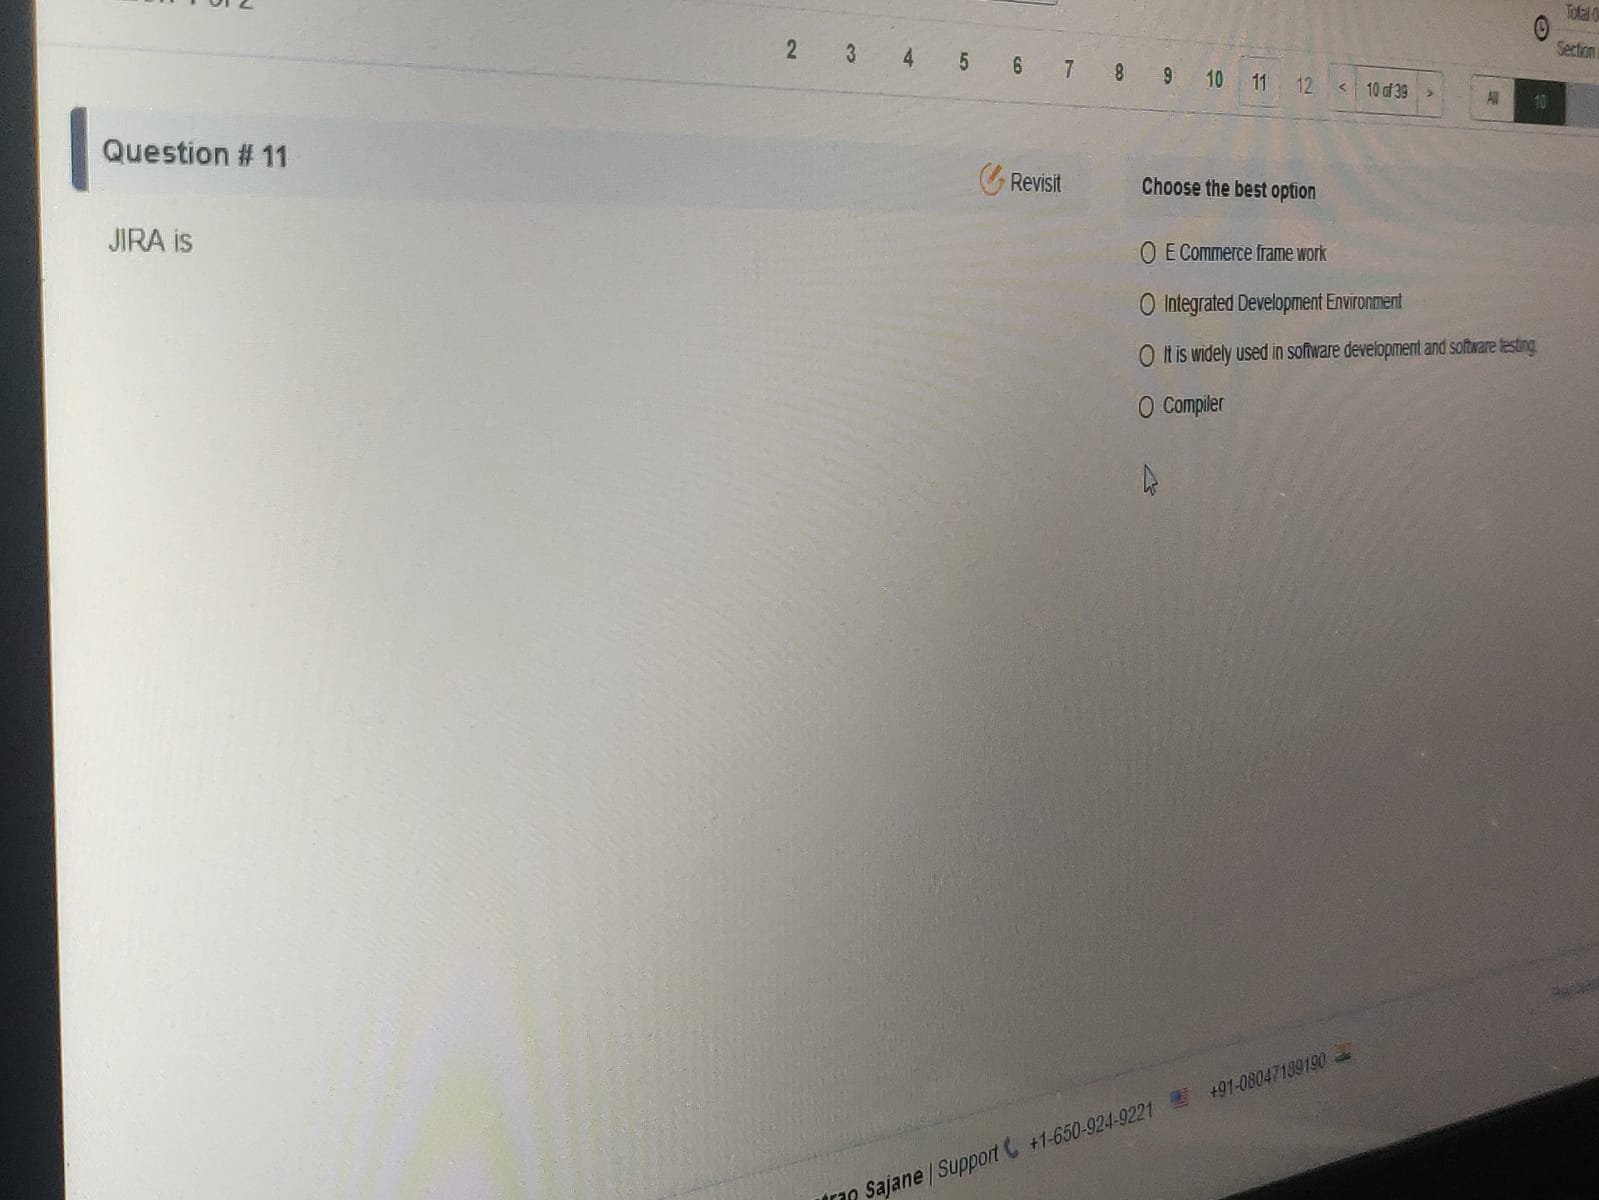 2
2 3 4 5 6 7 8 9 10 11 12 < 10 of 39 > All 10
Total
Section
Question # 11
Revisit
JIRA is
Choose the best option
E Commerce frame work
Integrated Development Environment
It is widely used in software development and software testing.
Compiler
Sajane | Support +1-650-924-9221 +91-08047189190